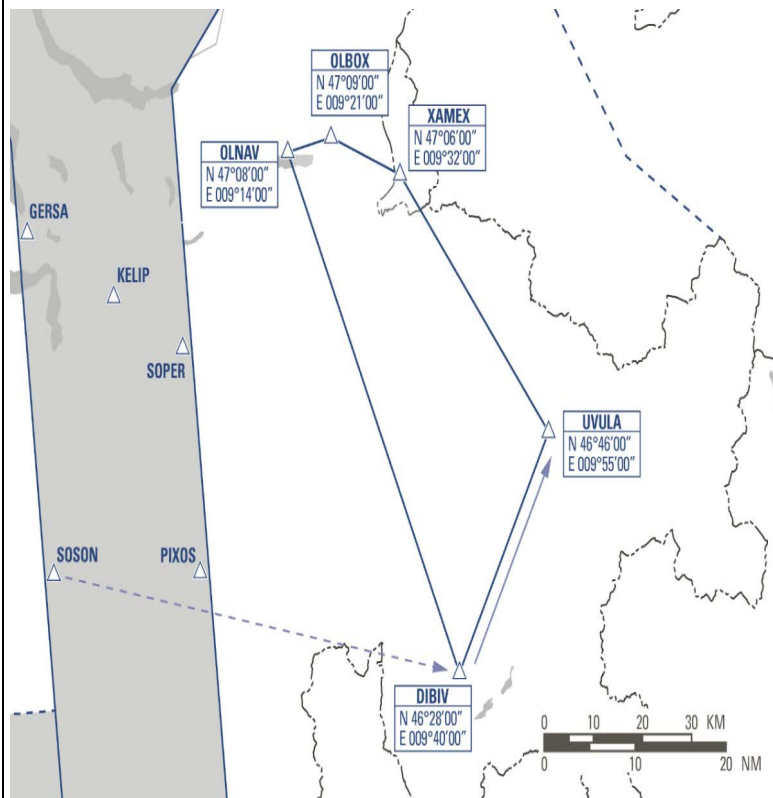 OLBOX
N 47°09'00"
E 009°21'00"
XAMEX
N 47°06'00"
E 009°32'00"
OLNAV
N 47°08'00"
E 009°14'00"
GERSA
KELIP
SOPER
UVULA
N 46°46'00"
E 009°55'00"
SOSON
PIXOS
DIBIV
N 46°28'00"
E 009°40'00"
0 10 20 30 KM
0 10 20 NM